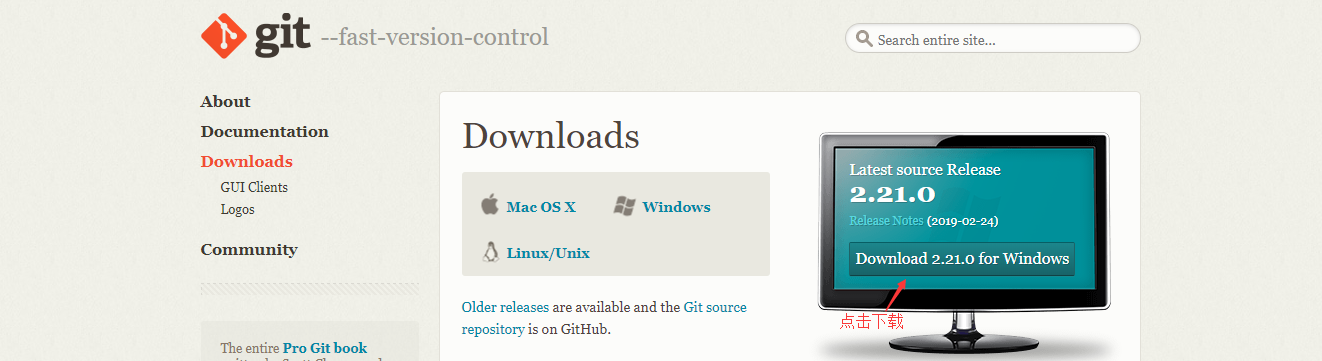 git --fast-version-control
Search entire site...
About
Documentation
Downloads
GUI Clients
Logos
Community
The entire Pro Git book
Downloads
Mac OS X
Windows
Linux/Unix
Older releases are available and the Git source
repository is on GitHub.
Latest source Release
2.21.0
Release Notes (2019-02-24)
Download 2.21.0 for Windows
点击下载